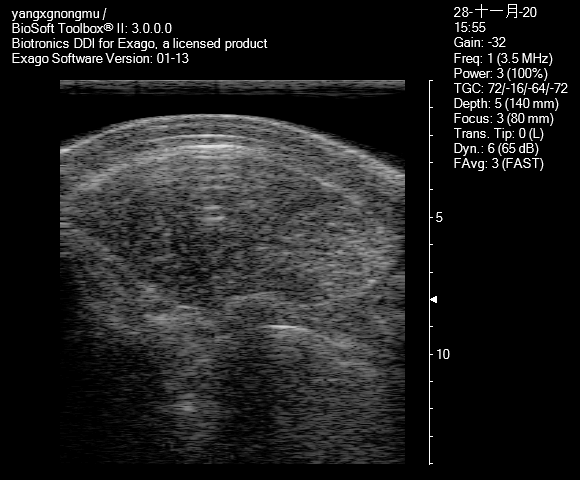 yangxgnongmu /
BioSoft Toolbox® II: 3.0.0.0
Biotronics DDI for Exago, a licensed product
Exago Software Version: 01-13
28-十一月-20
15:55
Gain: -32
Freq: 1 (3.5 MHz)
Power: 3 (100%)
TGC: 72/-16/-64/-72
Depth: 5 (140 mm)
Focus: 3 (80 mm)
Trans. Tip: 0 (L)
Dyn.: 6 (65 dB)
FAvg: 3 (FAST)
5
10